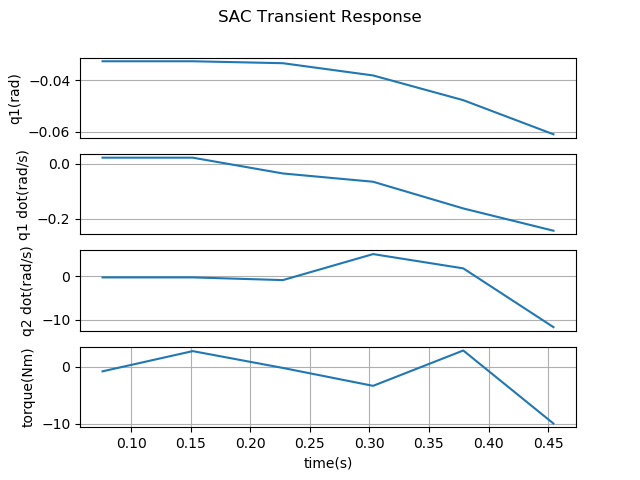 SAC Transient Response
q1(rad)
−0.04
−0.06
q1 dot(rad/s)
0.0
−0.2
q2 dot(rad/s)
0
−10
torque(Nm)
0
−10
0.10 0.15 0.20 0.25 0.30 0.35 0.40 0.45
time(s)